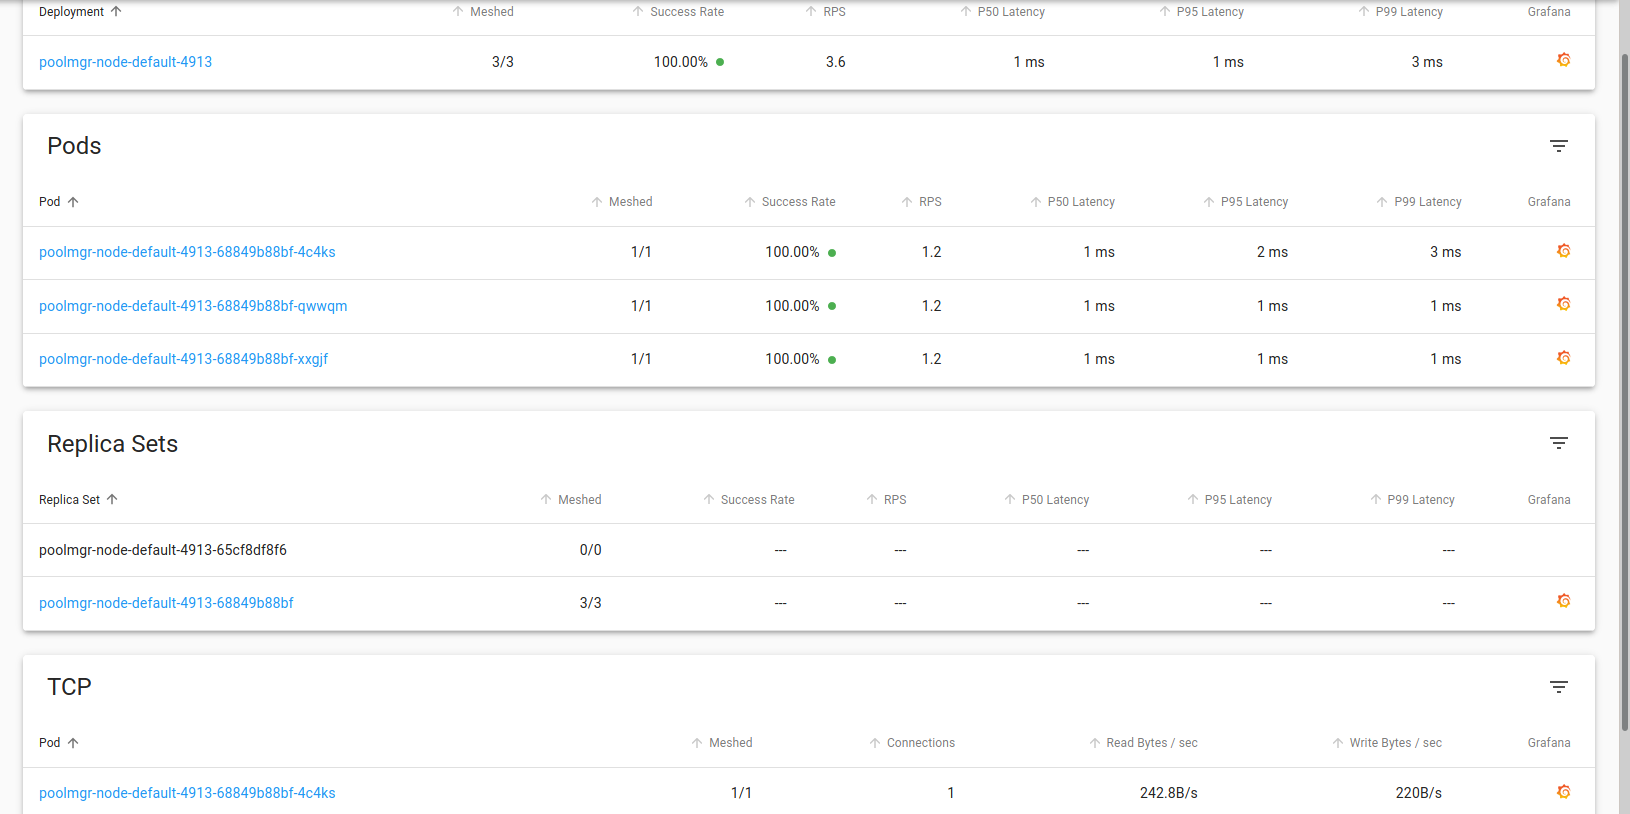 Deployment Meshed Success Rate RPS P50 Latency P95 Latency P99 Latency Grafana
poolmgr-node-default-4913 3/3 100.00% 3.6 1 ms 1 ms 3 ms
Pods
Pod Meshed Success Rate RPS P50 Latency P95 Latency P99 Latency Grafana
poolmgr-node-default-4913-68849b88bf-4c4ks 1/1 100.00% 1.2 1 ms 2 ms 3 ms
poolmgr-node-default-4913-68849b88bf-qwwqm 1/1 100.00% 1.2 1 ms 1 ms 1 ms
poolmgr-node-default-4913-68849b88bf-xxgjf 1/1 100.00% 1.2 1 ms 1 ms 1 ms
Replica Sets
Replica Set Meshed Success Rate RPS P50 Latency P95 Latency P99 Latency Grafana
poolmgr-node-default-4913-65cf8df8f6 0/0 --- --- --- --- ---
poolmgr-node-default-4913-68849b88bf 3/3 --- --- --- --- ---
TCP
Pod Meshed Connections Read Bytes / sec Write Bytes / sec Grafana
poolmgr-node-default-4913-68849b88bf-4c4ks 1/1 1 242.8B/s 220B/s